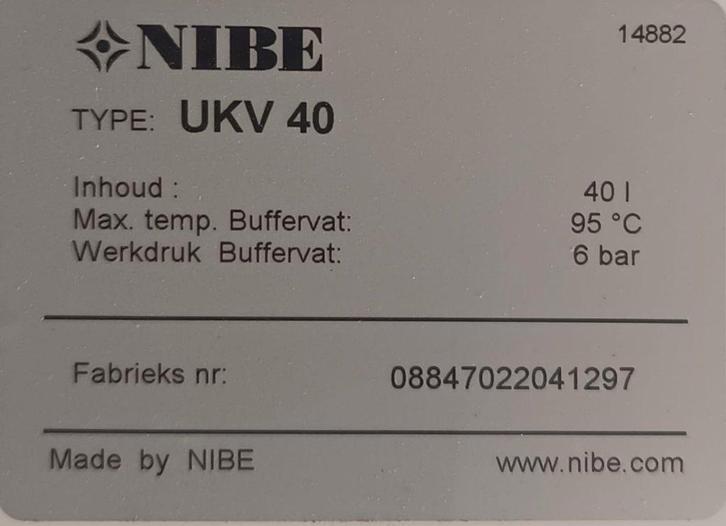 NIBE 14882
TYPE: UKV 40
Inhoud : 40 l
Max. temp. Buffervat: 95 °C
Werkdruk Buffervat: 6 bar
Fabrieks nr: 08847022041297
Made by NIBE www.nibe.com